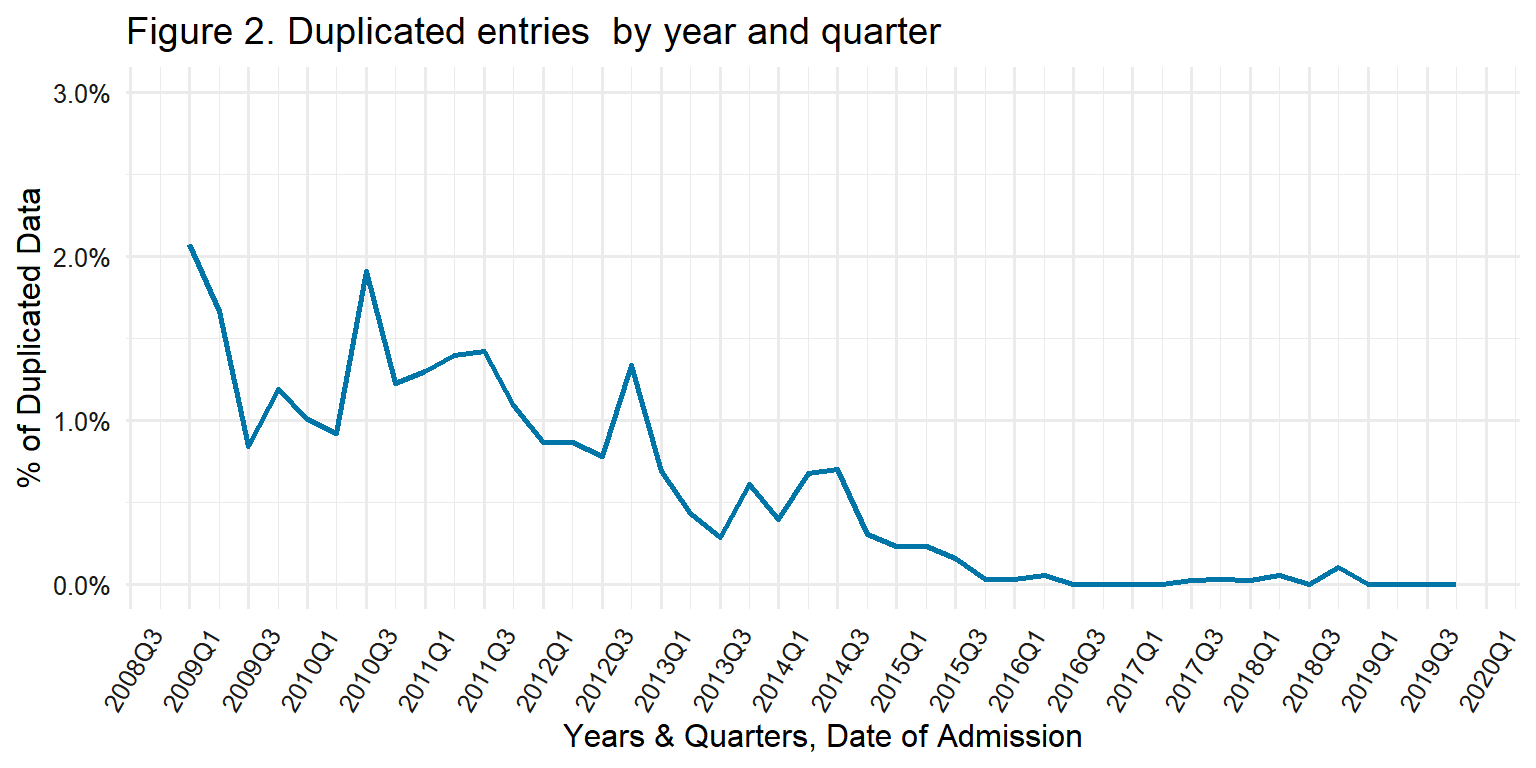 Figure 2. Duplicated entries  by year and quarter
% of Duplicated Data
3.0%
2.0%
1.0%
0.0%
2008Q3
2009Q1
2009Q3
2010Q1
2010Q3
2011Q1
2011Q3
2012Q1
2012Q3
2013Q1
2013Q3
2014Q1
2014Q3
2015Q1
2015Q3
2016Q1
2016Q3
2017Q1
2017Q3
2018Q1
2018Q3
2019Q1
2019Q3
2020Q1
Years & Quarters, Date of Admission